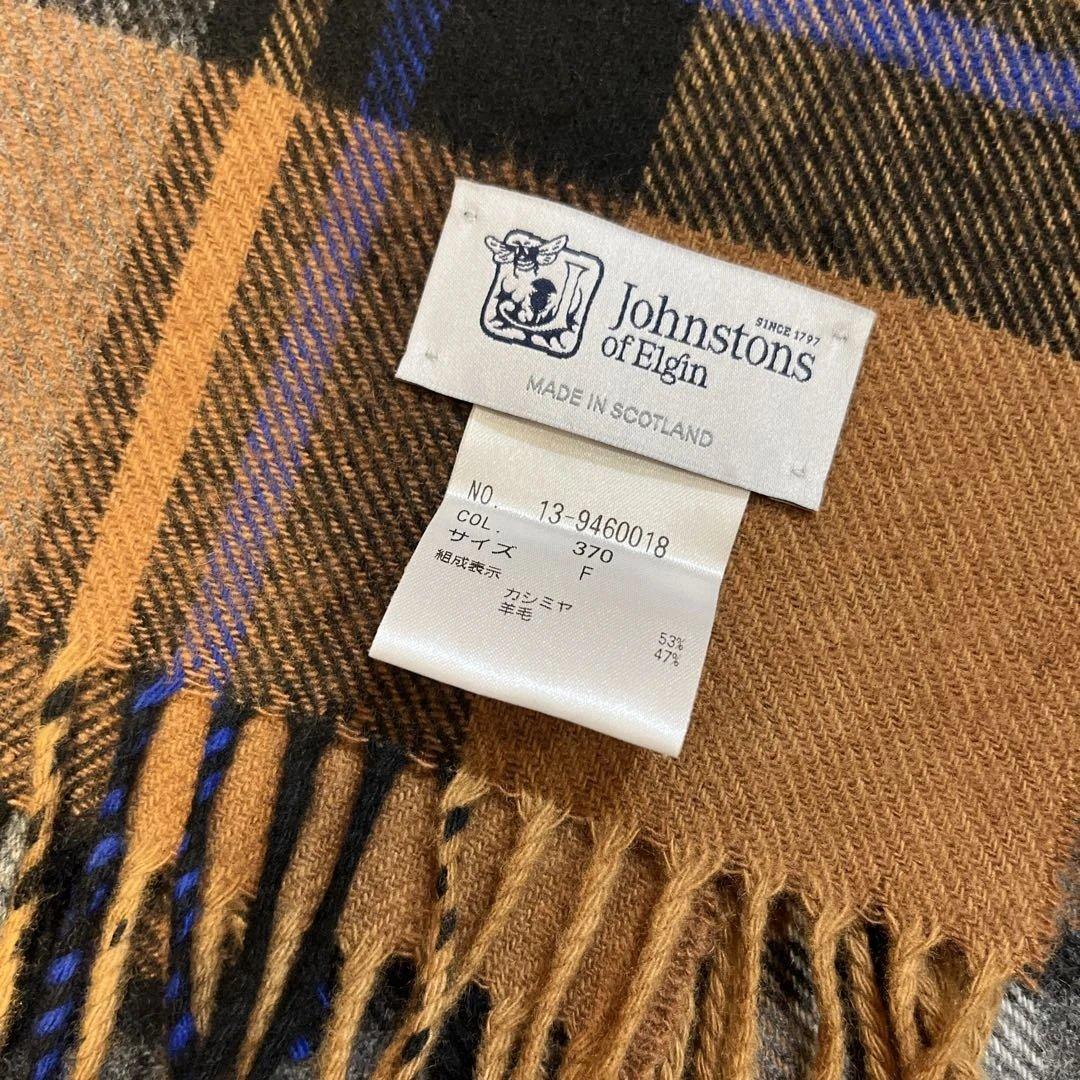 Johnstons
SINCE 1797
of Elgin
MADE IN SCOTLAND
NO. 13-9460018
COL. 370
サイズ F
組成表示
カシミヤ 53%
羊毛 47%